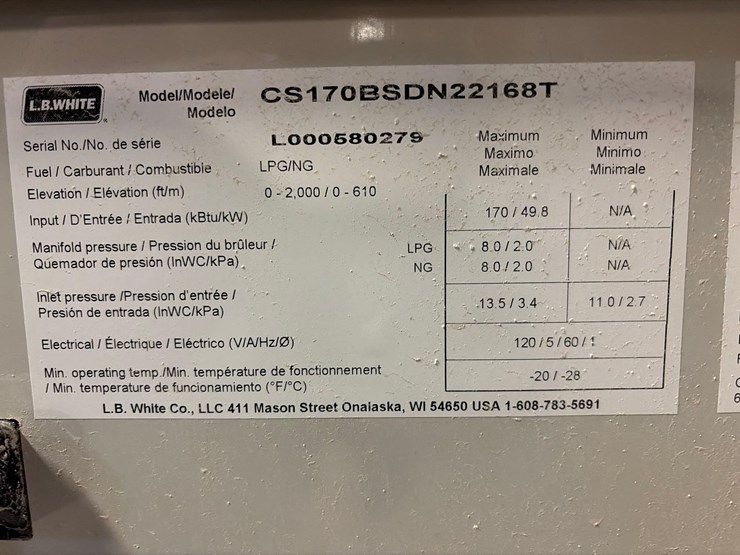 L.B.WHITE
Model/Modele/
Modelo
CS170BSDN22168T
Serial No./No. de série
L000580279
Fuel / Carburant / Combustible
LPG/NG
Elevation / Elévation (ft/m)
0 - 2,000 / 0 - 610
Maximum
Maximo
Maximale
Minimum
Minimo
Minimale
Input / D'Entrée / Entrada (kBtu/kW)
170 / 49.8
N/A
Manifold pressure / Pression du brûleur /
Quemador de presión (InWC/kPa)
LPG
8.0 / 2.0
N/A
NG
8.0 / 2.0
N/A
Inlet pressure /Pression d'entrée /
Presión de entrada (InWC/kPa)
13.5 / 3.4
11.0 / 2.7
Electrical / Électrique / Eléctrico (V/A/Hz/Ø)
120 / 5 / 60 / 1
Min. operating temp./Min. température de fonctionnement
/ Min. temperature de funcionamiento (°F/°C)
-20 / -28
L.B. White Co., LLC 411 Mason Street Onalaska, WI 54650 USA 1-608-783-5691